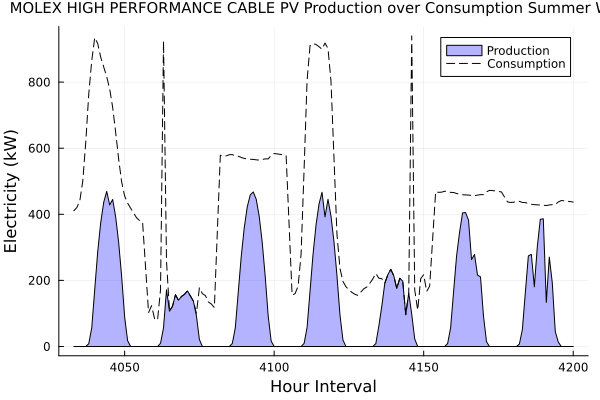 MOLEX HIGH PERFORMANCE CABLE PV Production over Consumption Summer
Production
Consumption
Electricity (kW)
800
600
400
200
0
4050
4100
4150
4200
Hour Interval